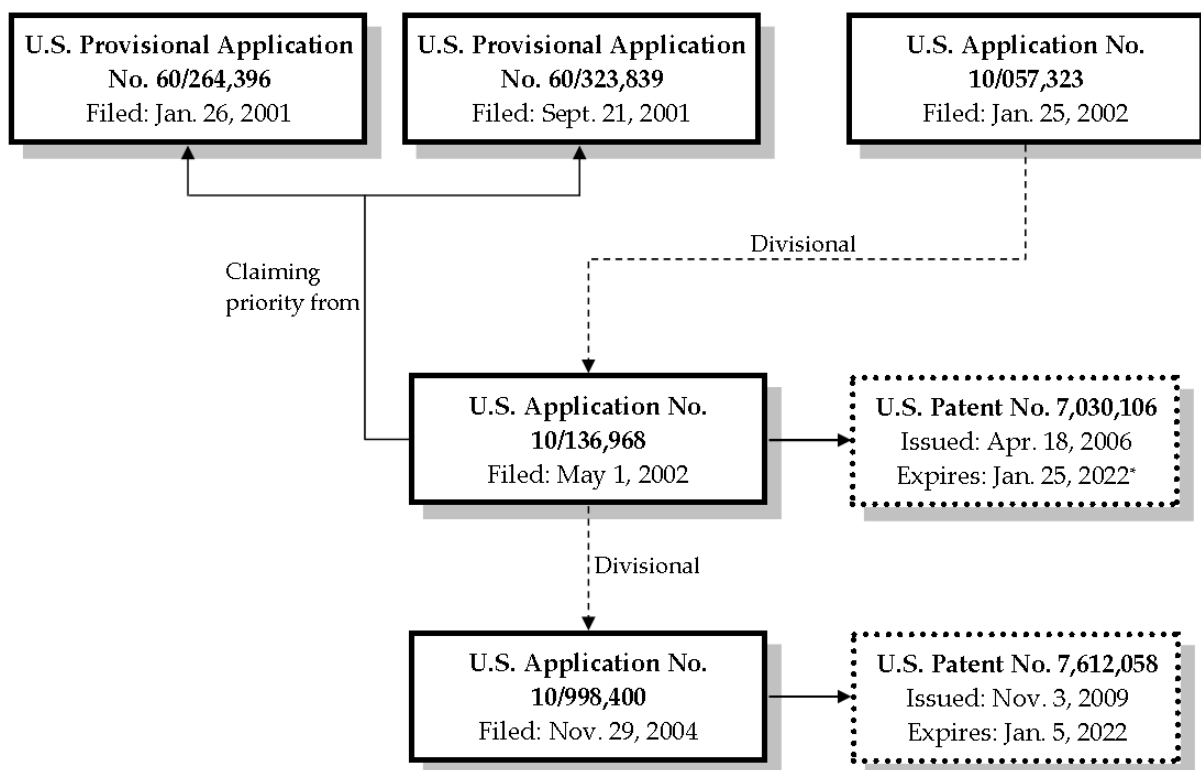 U.S. Provisional Application
No. 60/264,396
Filed: Jan. 26, 2001
U.S. Provisional Application
No. 60/323,839
Filed: Sept. 21, 2001
U.S. Application No.
10/057,323
Filed: Jan. 25, 2002
Divisional
Claiming
priority from
U.S. Application No.
10/136,968
Filed: May 1, 2002
U.S. Patent No. 7,030,106
Issued: Apr. 18, 2006
Expires: Jan. 25, 2022*
Divisional
U.S. Application No.
10/998,400
Filed: Nov. 29, 2004
U.S. Patent No. 7,612,058
Issued: Nov. 3, 2009
Expires: Jan. 5, 2022